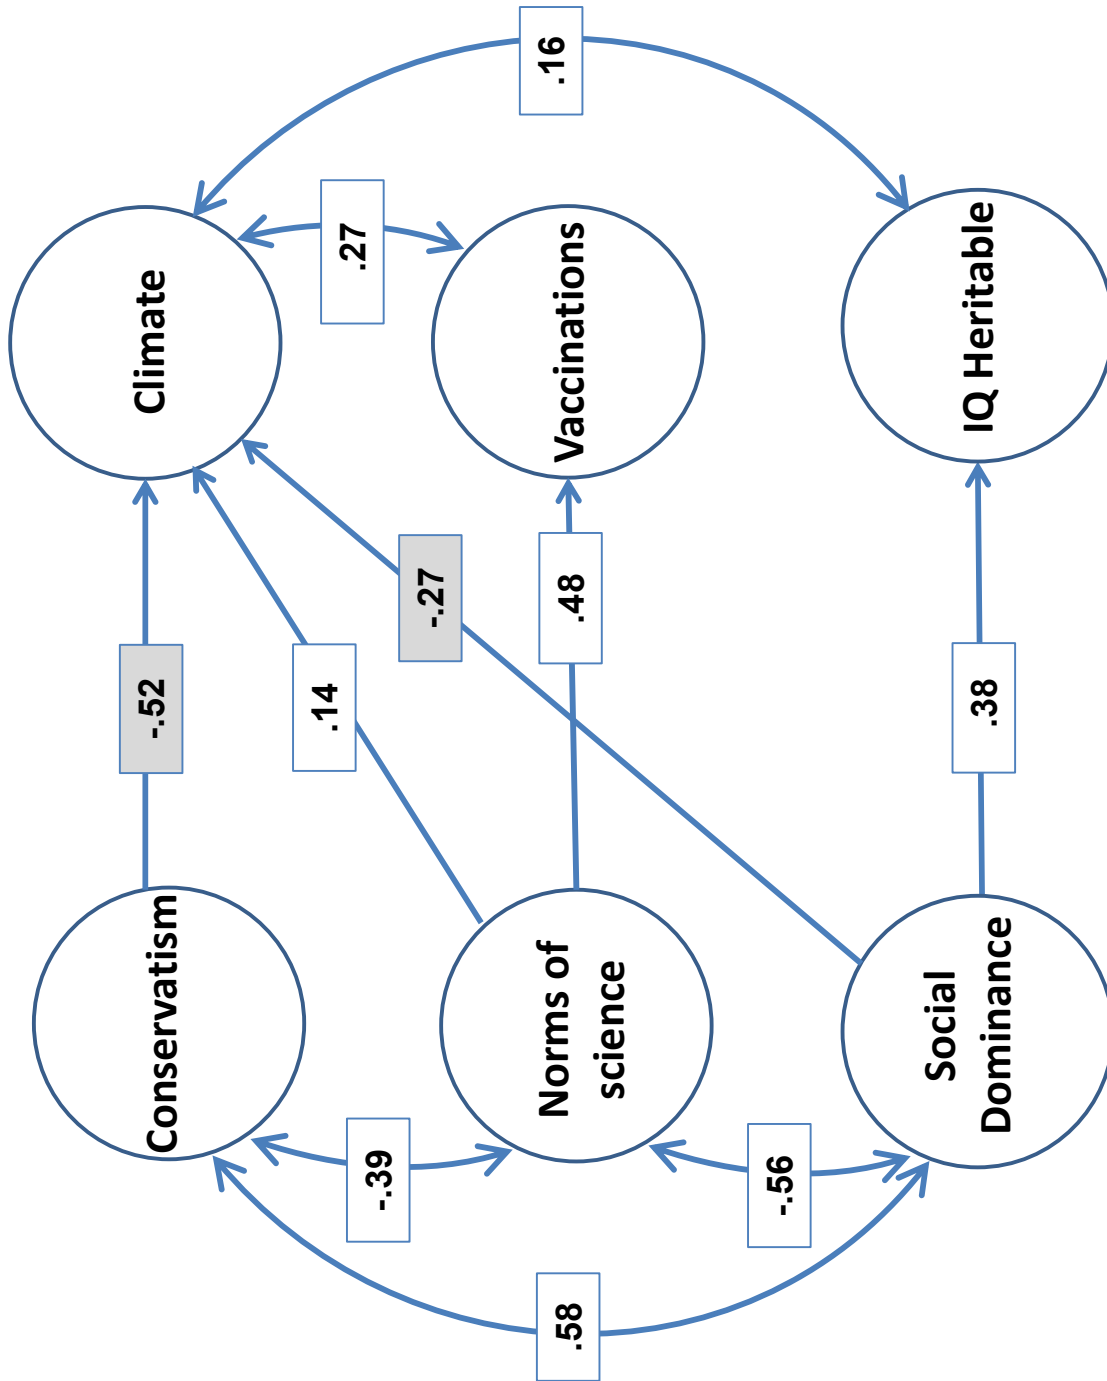 Conservatism
-.52
Climate
-.39
.14
.27
-.27
.58
Norms of
science
.48
Vaccinations
.16
-.56
Social
Dominance
.38
IQ Heritable